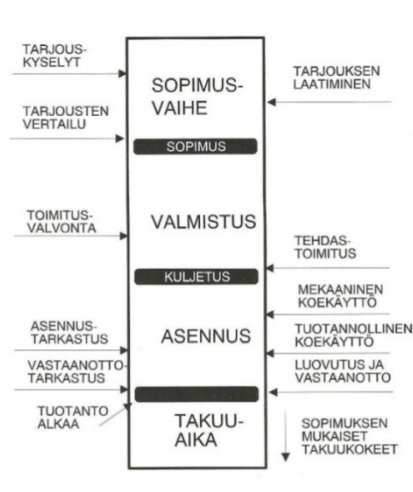 TARJOUS-
KYSELYT
TARJOUKSEN
LAATIMINEN
SOPIMUS-
VAIHE
TARJOUSTEN
VERTAILU
SOPIMUS
TOIMITUS-
VALVONTA
VALMISTUS
TEHDAS-
TOIMITUS
KULJETUS
MEKAANINEN
KOEKÄYTTÖ
ASENNUS-
TARKASTUS
ASENNUS
TUOTANNOLLINEN
KOEKÄYTTÖ
VASTAANOTTO-
TARKASTUS
LUOVUTUS JA
VASTAANOTTO
TUOTANTO
ALKAA
TAKUU-
AIKA
SOPIMUKSEN
MUKAISET
TAKUUKOKEET